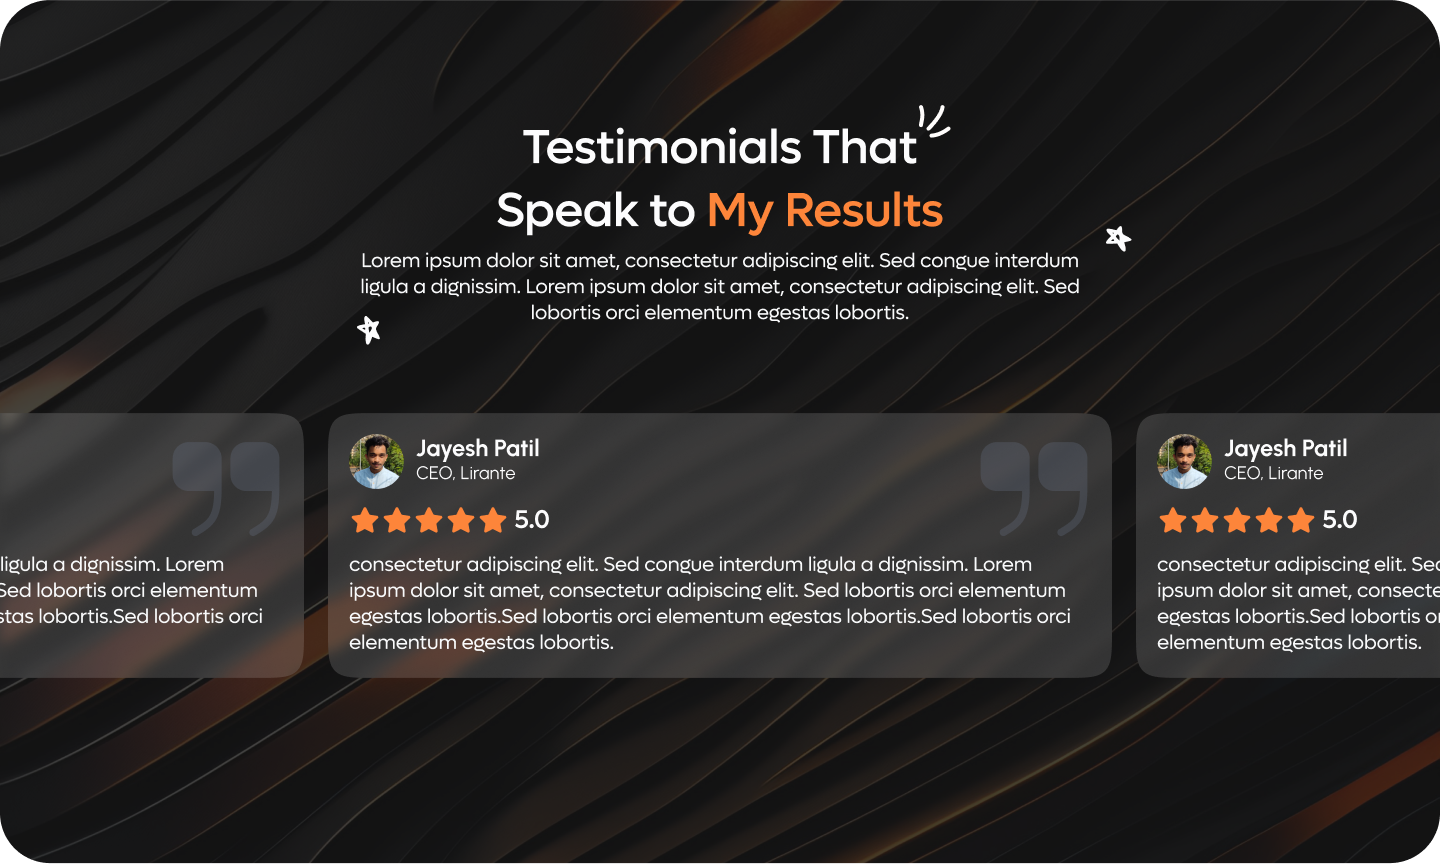 Testimonials That
Speak to My Results
Lorem ipsum dolor sit amet, consectetur adipiscing elit. Sed congue interdum
ligula a dignissim. Lorem ipsum dolor sit amet, consectetur adipiscing elit. Sed
lobortis orci elementum egestas lobortis.
ligula a dignissim. Lorem
Sed lobortis orci elementum
lobortis.Sed lobortis orci
Jayesh Patil
CEO, Lirante
5.0
consectetur adipiscing elit. Sed congue interdum ligula a dignissim. Lorem
ipsum dolor sit amet, consectetur adipiscing elit. Sed lobortis orci elementum
egestas lobortis.Sed lobortis orci elementum egestas lobortis.Sed lobortis orci
elementum egestas lobortis.
Jayesh Patil
CEO, Lirante
5.0
consectetur adipiscing elit.
ipsum dolor sit amet,
egestas lobortis.Sed lobortis
elementum egestas lobortis.